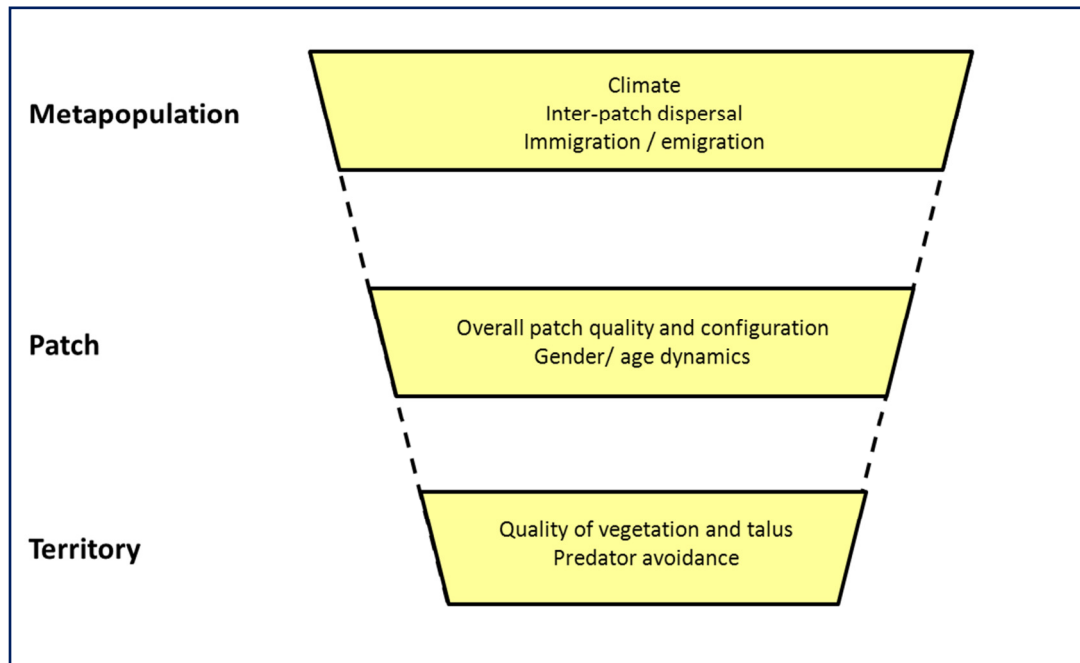 Metapopulation
Climate
Inter-patch dispersal
Immigration / emigration
Patch
Overall patch quality and configuration
Gender/ age dynamics
Territory
Quality of vegetation and talus
Predator avoidance